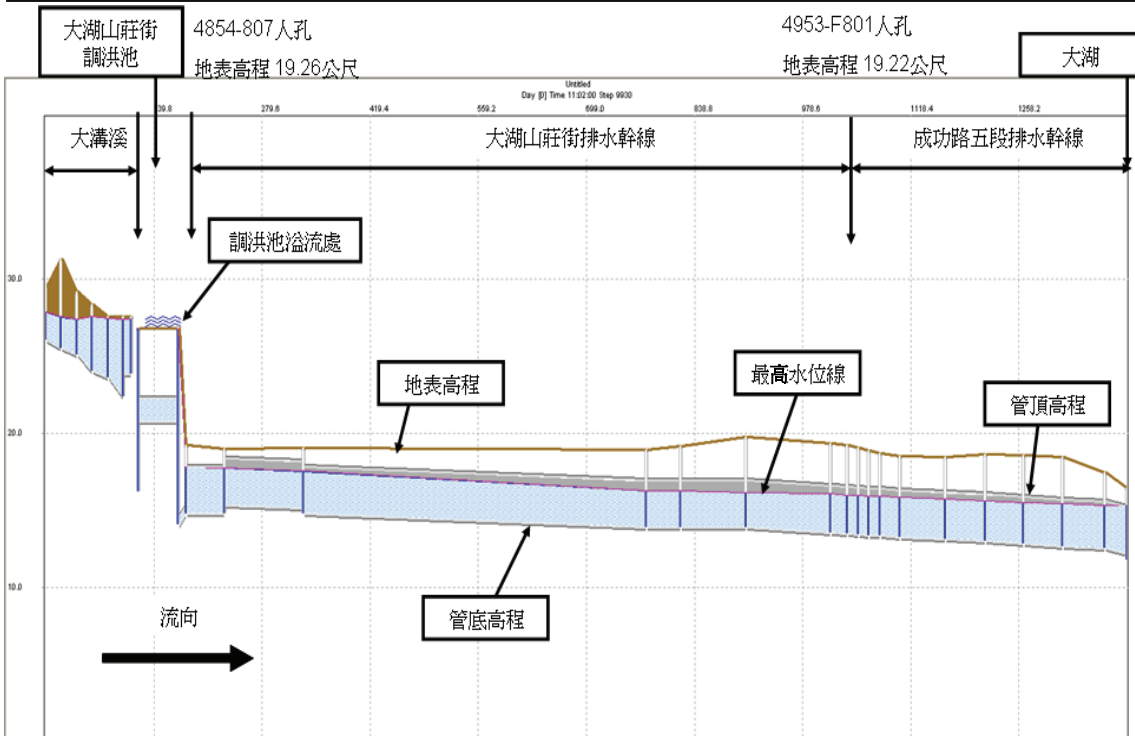 大湖山莊街
調洪池
4854-807人孔
地表高程 19.26公尺
4953-F801人孔
地表高程 19.22公尺
大湖
Untitled
Day [0] Time 11:02:00 Step 9930
39.8 279.6 419.4 559.2 699.0 838.8 978.6 1118.4 1258.2
大溝溪
大湖山莊街排水幹線
成功路五段排水幹線
調洪池溢流處
30.0
地表高程
最高水位線
管頂高程
20.0
10.0
管底高程
流向